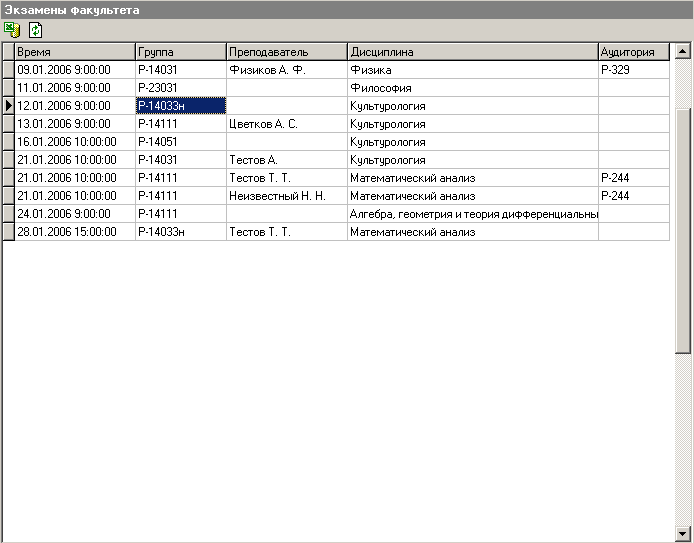 Экзамены факультета
Время Группа Преподаватель Дисциплина Аудитория
09.01.2006 9:00:00 Р-14031 Физиков А. Ф. Физика Р-329
11.01.2006 9:00:00 Р-23031 Философия
12.01.2006 9:00:00 Р-14033н Культурология
13.01.2006 9:00:00 Р-14111 Цветков А. С. Культурология
16.01.2006 10:00:00 Р-14051 Культурология
21.01.2006 10:00:00 Р-14031 Тестов А. Культурология
21.01.2006 10:00:00 Р-14111 Тестов Т. Т. Математический анализ Р-244
21.01.2006 10:00:00 Р-14111 Неизвестный Н. Н. Математический анализ Р-244
24.01.2006 9:00:00 Р-14111 Алгебра, геометрия и теория дифференциальны
28.01.2006 15:00:00 Р-14033н Тестов Т. Т. Математический анализ